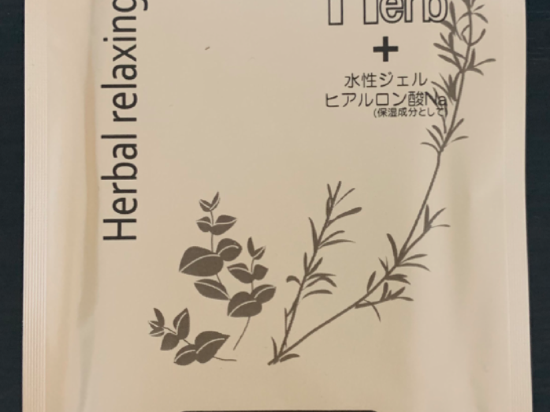 Herb
+
水性ジェル
ヒアルロン酸Na
(保湿成分として)
Herbal relaxing